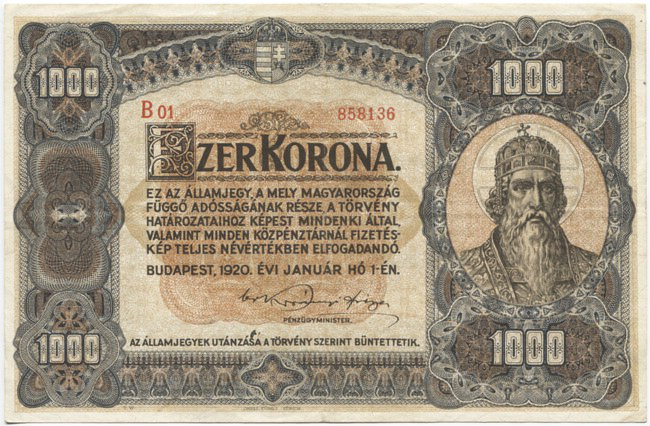 1000
1000
B 01 858136
EZER KORONA.
EZ AZ ÁLLAMJEGY, A MELY MAGYARORSZÁG
FÜGGŐ ADÓSSÁGÁNAK RÉSZE, A TÖRVÉNY
HATÁROZATAIHOZ KÉPEST MINDENKI ÁLTAL,
VALAMINT MINDEN KÖZPÉNZTÁRNÁL FIZETÉS-
KÉP TELJES NÉVÉRTÉKBEN ELFOGADANDÓ.
BUDAPEST, 1920. ÉVI JANUÁR HÓ 1-ÉN.
PÉNZÜGYMINISTER.
AZ ÁLLAMJEGYEK UTÁNZÁSA A TÖRVÉNY SZERINT BÜNTETTETIK.
1000
1000